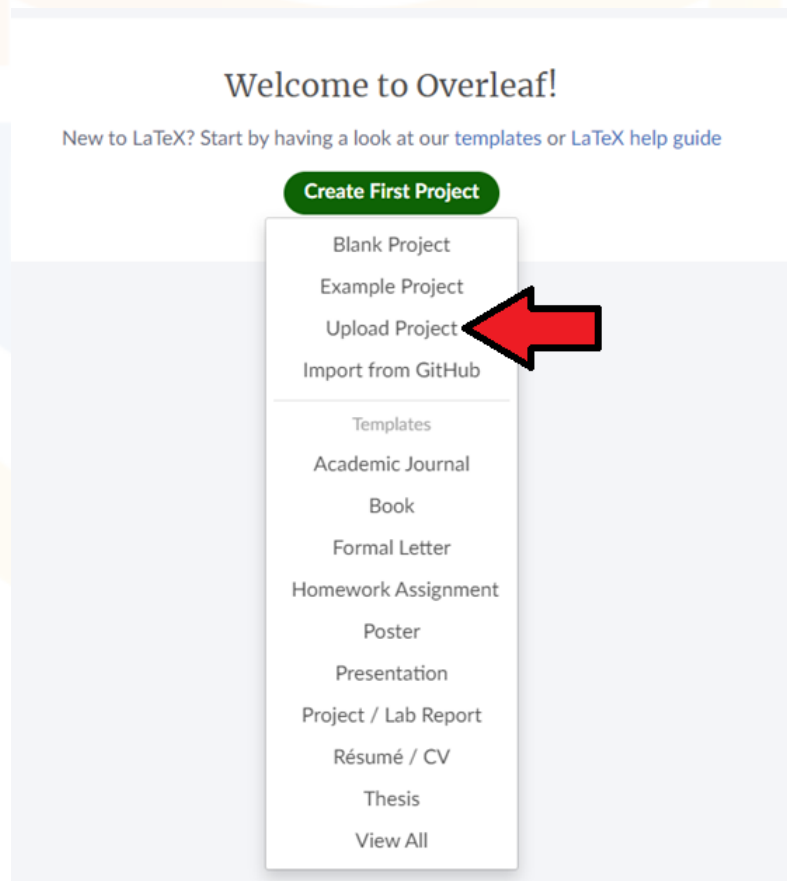 Welcome to Overleaf!
New to LaTeX? Start by having a look at our templates or LaTeX help guide
Create First Project
Blank Project
Example Project
Upload Project
Import from GitHub
Templates
Academic Journal
Book
Formal Letter
Homework Assignment
Poster
Presentation
Project / Lab Report
Résumé / CV
Thesis
View All